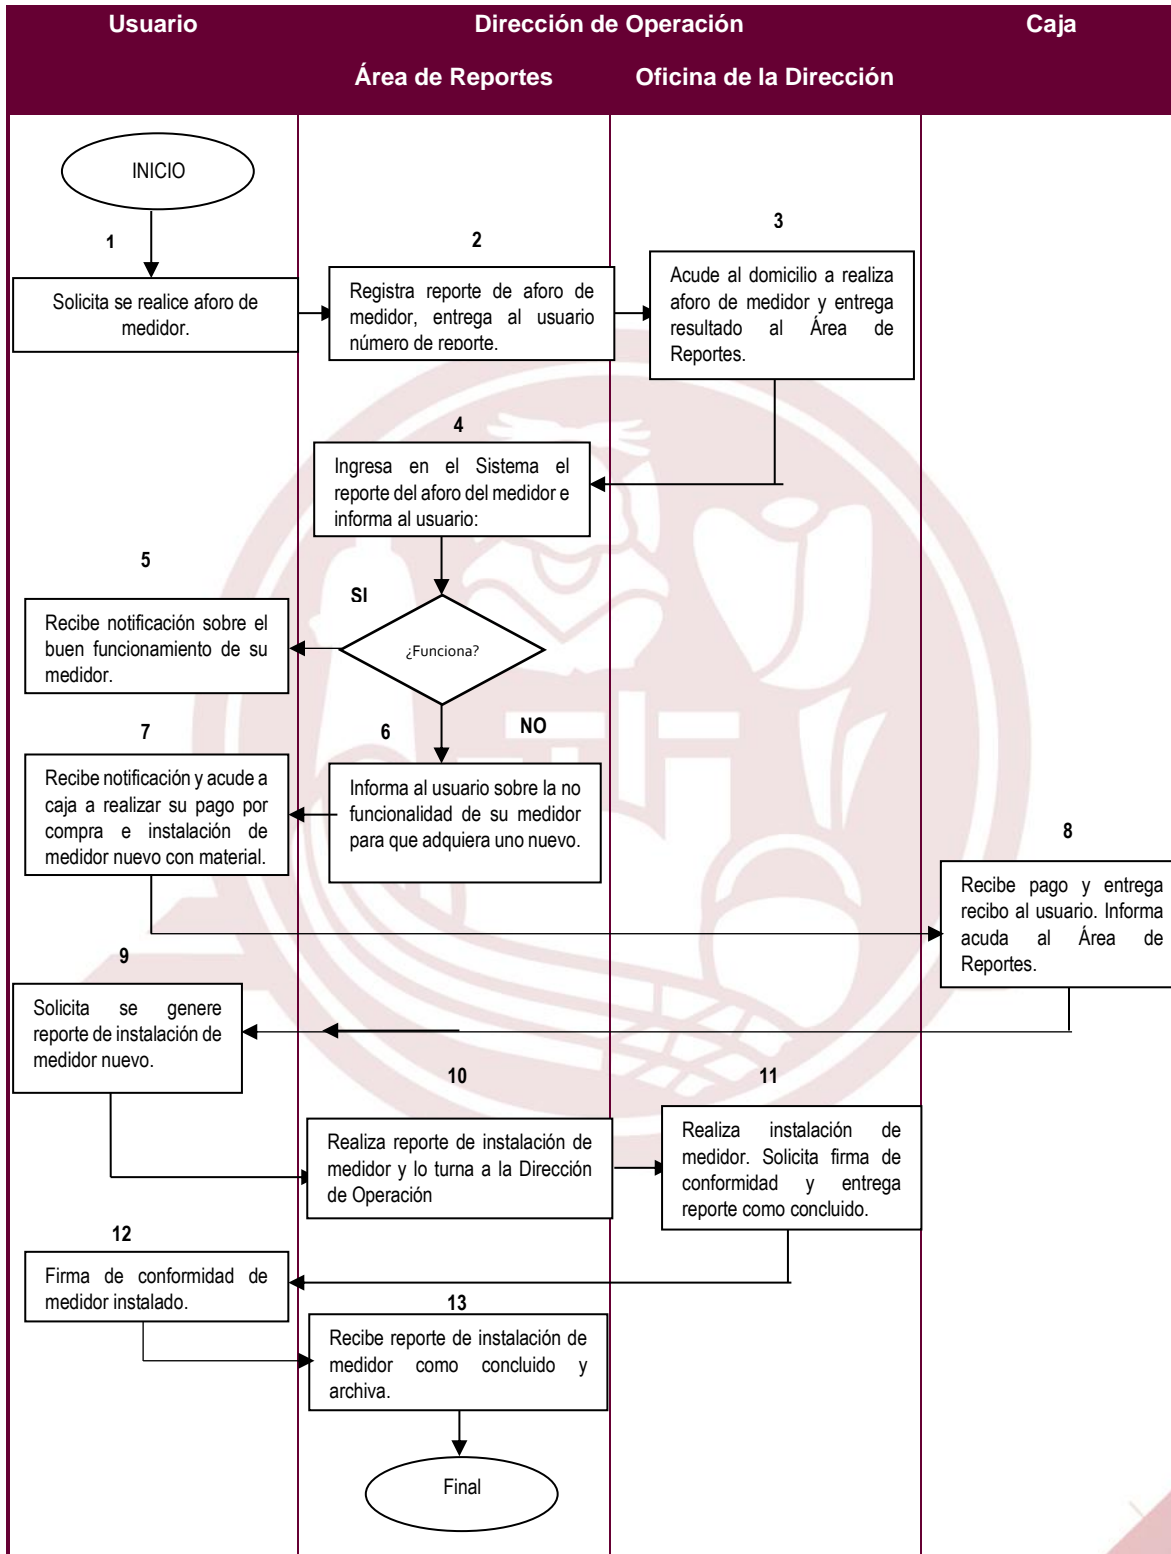 Usuario
Dirección de Operación
Caja
Área de Reportes
Oficina de la Dirección
INICIO
1
Solicita se realice aforo de
medidor.
2
Registra reporte de aforo de
medidor, entrega al usuario
número de reporte.
3
Acude al domicilio a realiza
aforo de medidor y entrega
resultado al Área de
Reportes.
4
Ingresa en el Sistema el
reporte del aforo del medidor e
informa al usuario:
5
SI
Recibe notificación sobre el
buen funcionamiento de su
medidor.
¿Funciona?
NO
6
Informa al usuario sobre la no
funcionalidad de su medidor
para que adquiera uno nuevo.
7
Recibe notificación y acude a
caja a realizar su pago por
compra e instalación de
medidor nuevo con material.
8
Recibe pago y entrega
recibo al usuario. Informa
acuda al Área de
Reportes.
9
Solicita se genere
reporte de instalación de
medidor nuevo.
10
Realiza reporte de instalación de
medidor y lo turna a la Dirección
de Operación
11
Realiza instalación de
medidor. Solicita firma de
conformidad y entrega
reporte como concluido.
12
Firma de conformidad de
medidor instalado.
13
Recibe reporte de instalación de
medidor como concluido y
archiva.
Final